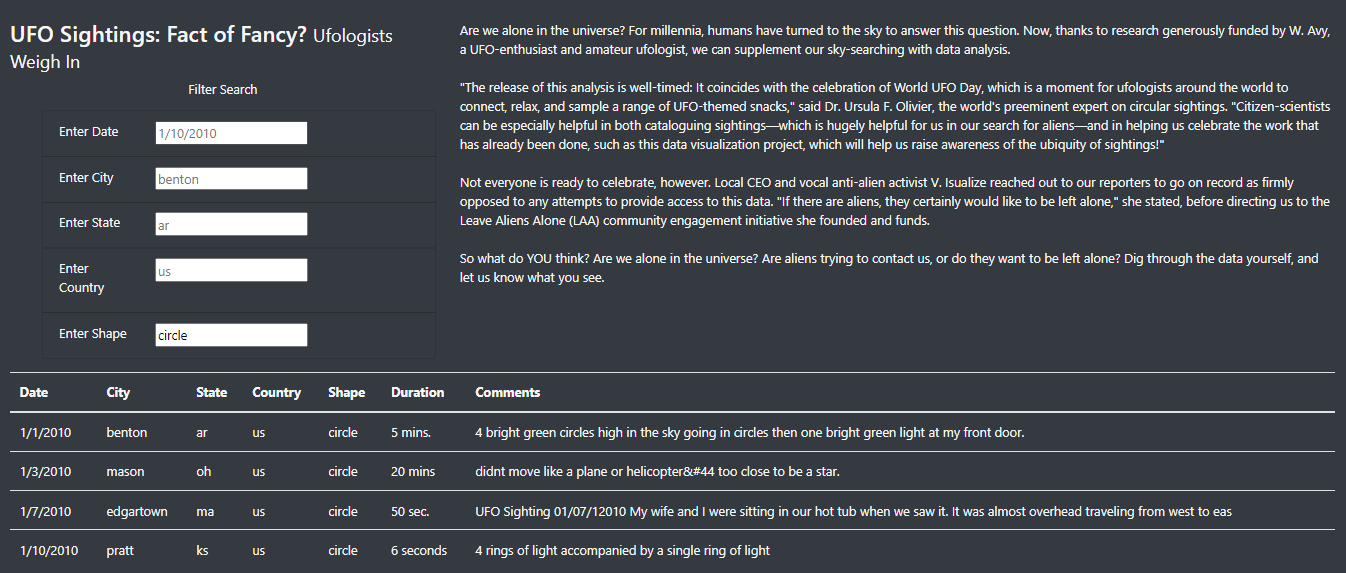 UFO Sightings: Fact of Fancy? Ufologists
Weigh In
Filter Search
Enter Date 1/10/2010
Enter City benton
Enter State ar
Enter
Country
us
Enter Shape circle
Are we alone in the universe? For millennia, humans have turned to the sky to answer this question. Now, thanks to research generously funded by W. Avy,
a UFO-enthusiast and amateur ufologist, we can supplement our sky-searching with data analysis.
"The release of this analysis is well-timed: It coincides with the celebration of World UFO Day, which is a moment for ufologists around the world to
connect, relax, and sample a range of UFO-themed snacks," said Dr. Ursula F. Olivier, the world's preeminent expert on circular sightings. "Citizen-scientists
can be especially helpful in both cataloguing sightings—which is hugely helpful for us in our search for aliens—and in helping us celebrate the work that
has already been done, such as this data visualization project, which will help us raise awareness of the ubiquity of sightings!"
Not everyone is ready to celebrate, however. Local CEO and vocal anti-alien activist V. Isualize reached out to our reporters to go on record as firmly
opposed to any attempts to provide access to this data. "If there are aliens, they certainly would like to be left alone," she stated, before directing us to the
Leave Aliens Alone (LAA) community engagement initiative she founded and funds.
So what do YOU think? Are we alone in the universe? Are aliens trying to contact us, or do they want to be left alone? Dig through the data yourself, and
let us know what you see.
Date City State Country Shape Duration Comments
1/1/2010 benton ar us circle 5 mins. 4 bright green circles high in the sky going in circles then one bright green light at my front door.
1/3/2010 mason oh us circle 20 mins didnt move like a plane or helicopter&#44 too close to be a star.
1/7/2010 edgartown ma us circle 50 sec. UFO Sighting 01/07/12010 My wife and I were sitting in our hot tub when we saw it. It was almost overhead traveling from west to eas
1/10/2010 pratt ks us circle 6 seconds 4 rings of light accompanied by a single ring of light